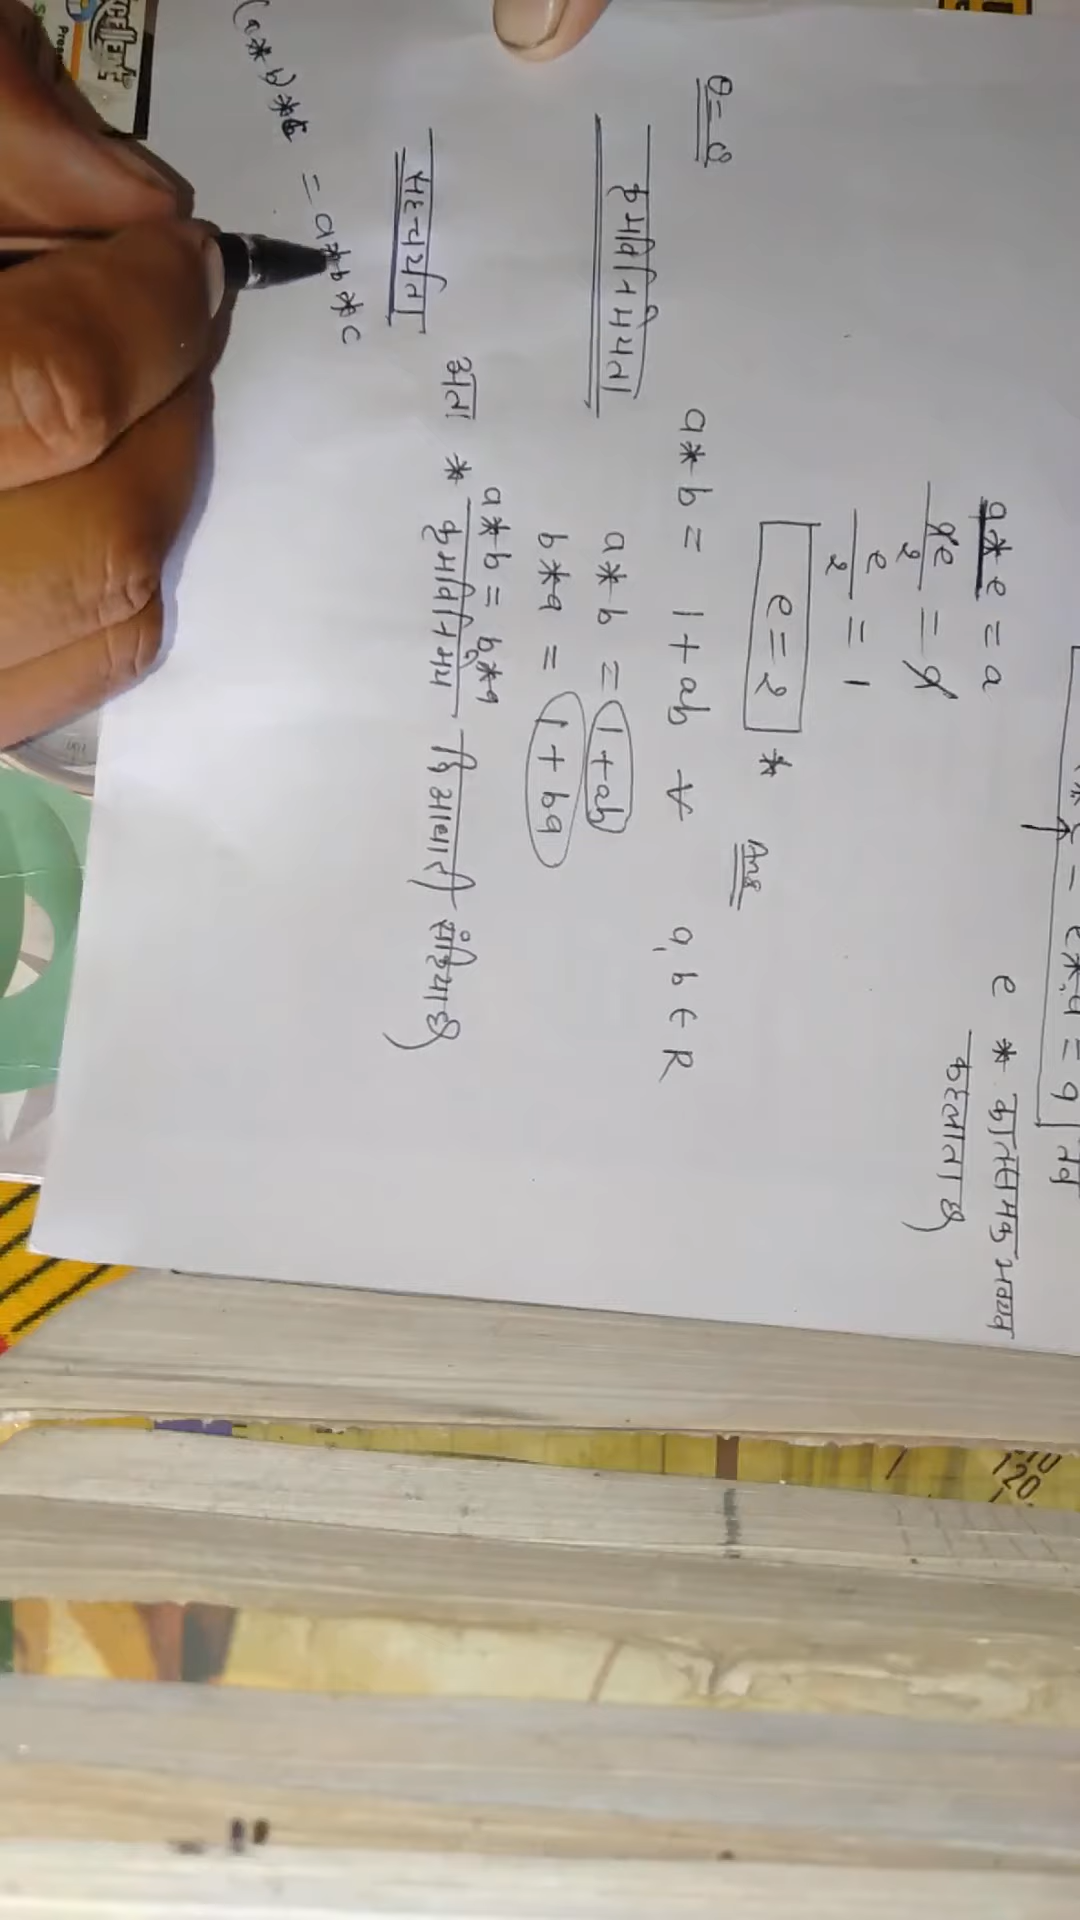 a*e = a
ae/2 = a
e/2 = 1
e = 2 * Ans
e * का तत्समक अवयव
कहलाता है
θ=8 a*b = 1+ab ∀ a,b ∈ R
क्रमविनिमेयता
a*b = 1+ab
b*a = 1+ba
a*b = b*a
अतः * क्रमविनिमेय द्विआधारी संक्रिया है
साहचर्यता
(a*b)*c = a*b*c